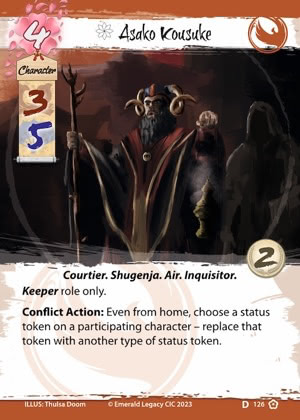 4
Asako Kousuke
Character
3
5
2
Courtier. Shugenja. Air. Inquisitor.
Keeper role only.
Conflict Action: Even from home, choose a status
token on a participating character – replace that
token with another type of status token.
ILLUS: Thulsa Doom © Emerald Legacy CIC 2023 D 126